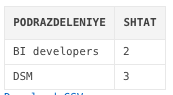 PODRAZDELENIYE SHTAT
BI developers 2
DSM 3